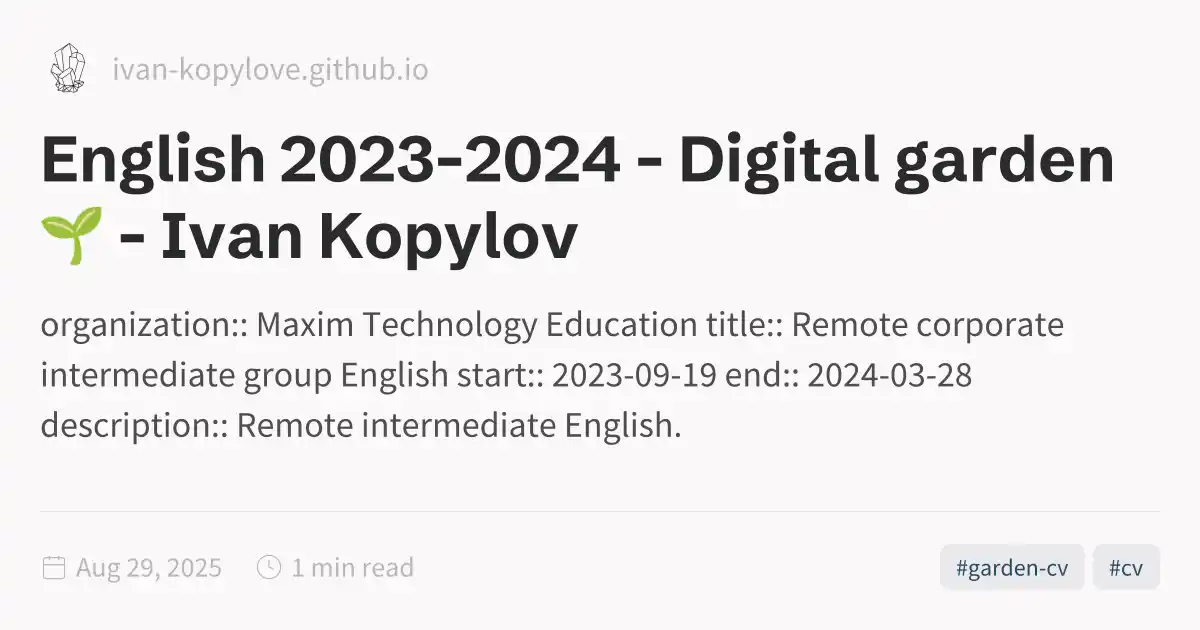 ivan-kopylove.github.io
English 2023-2024 - Digital garden
🌱 - Ivan Kopylov
organization:: Maxim Technology Education title:: Remote corporate
intermediate group English start:: 2023-09-19 end:: 2024-03-28
description:: Remote intermediate English.
Aug 29, 2025 1 min read #garden-cv #cv